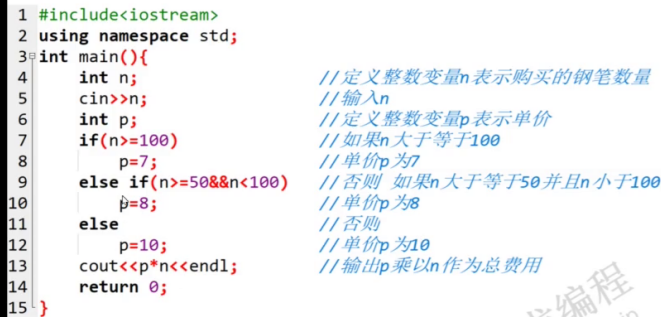 1 #include<iostream>
2 using namespace std;
3 int main(){
4 int n; //定义整数变量n表示购买的钢笔数量
5 cin>>n; //输入n
6 int p; //定义整数变量p表示单价
7 if(n>=100) //如果n大于等于100
8 p=7; //单价p为7
9 else if(n>=50&&n<100) //否则 如果n大于等于50并且n小于100
10 p=8; //单价p为8
11 else //否则
12 p=10; //单价p为10
13 cout<<p*n<<endl; //输出p乘以n作为总费用
14 return 0;
15 }
编程